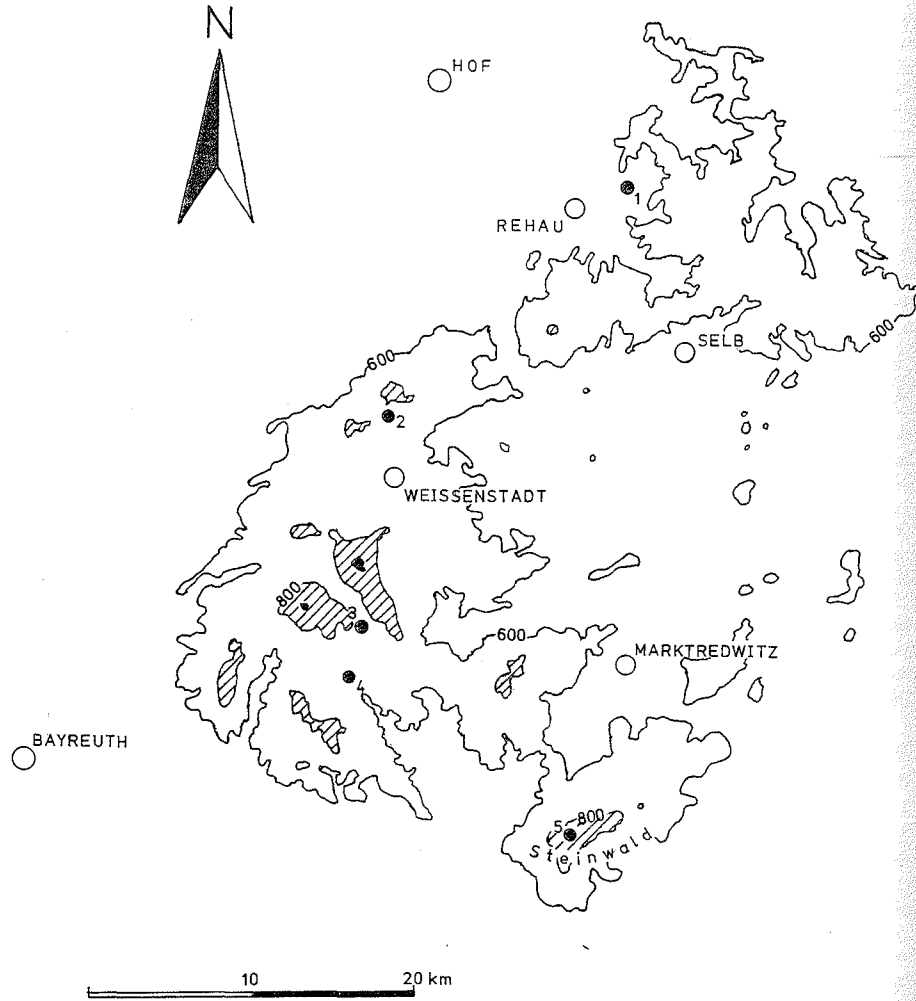 N
HOF
1
REHAU
600
SELB
600
2
WEISSENSTADT
800
3
600
MARKTREDWITZ
4
BAYREUTH
5 800
Steinwald
10 20 km